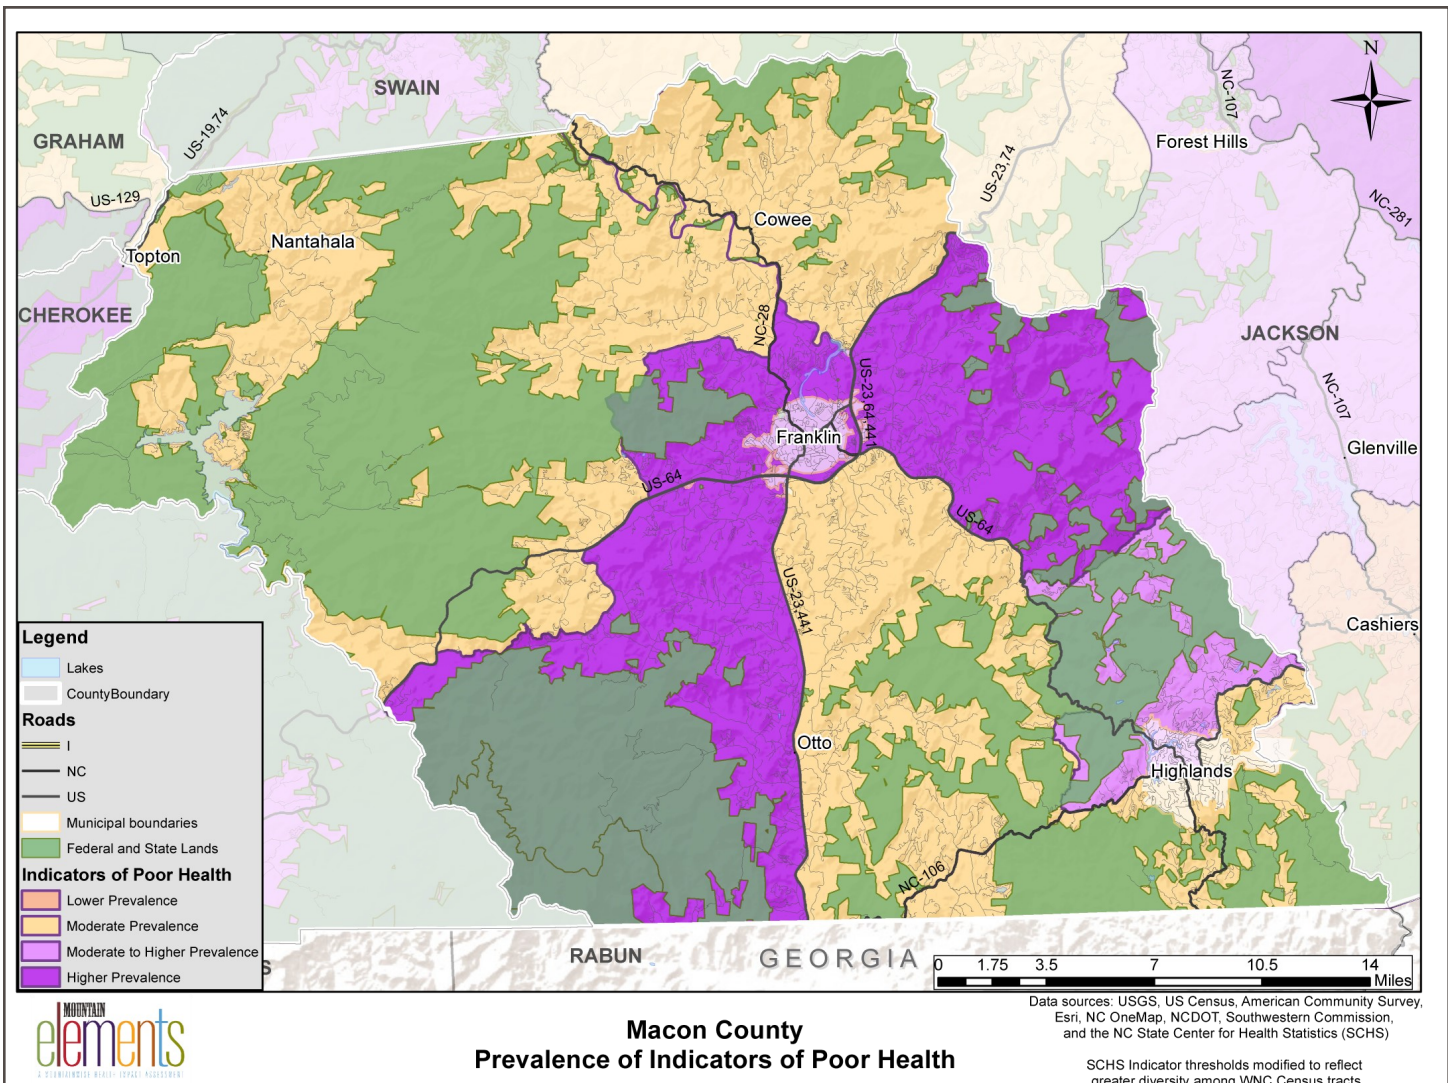 N
SWAIN
GRAHAM
US-19,74
US-129
Topton
Nantahala
CHEROKEE
Cowee
US-23,74
NC-107
Forest Hills
NC-281
JACKSON
NC-107
Glenville
Cashiers
NC-28
US-23,64,441
Franklin
US-64
US-64
US-23,441
Otto
Highlands
NC-106
RABUN
GEORGIA
S
Legend
Lakes
CountyBoundary
Roads
I
NC
US
Municipal boundaries
Federal and State Lands
Indicators of Poor Health
Lower Prevalence
Moderate Prevalence
Moderate to Higher Prevalence
Higher Prevalence
0 1.75 3.5 7 10.5 14
Miles
MOUNTAIN
elements
Macon County
Prevalence of Indicators of Poor Health
Data sources: USGS, US Census, American Community Survey,
Esri, NC OneMap, NCDOT, Southwestern Commission,
and the NC State Center for Health Statistics (SCHS)
SCHS Indicator thresholds modified to reflect
greater diversity among WNC Census tracts